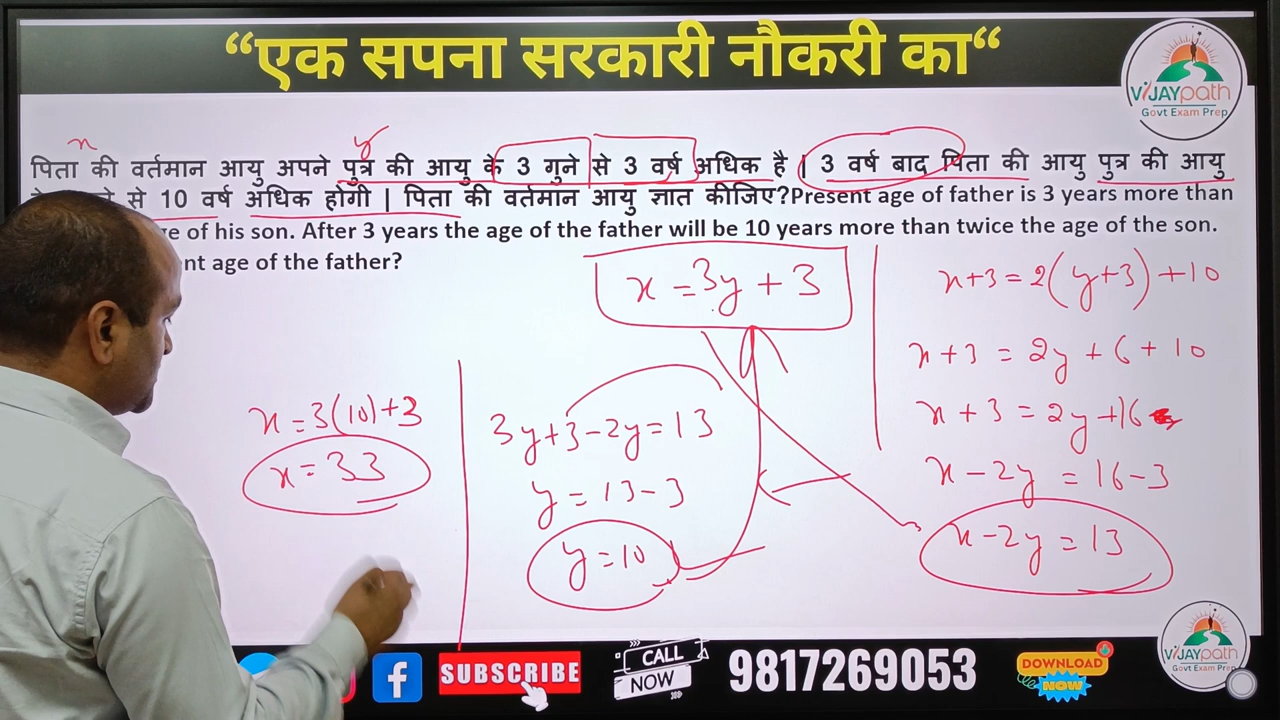 “एक सपना सरकारी नौकरी का“
VIJAYpath
Govt Exam Prep
x
y
पिता की वर्तमान आयु अपने पुत्र की आयु के 3 गुने से 3 वर्ष अधिक है | 3 वर्ष बाद पिता की आयु पुत्र की आयु
से 10 वर्ष अधिक होगी | पिता की वर्तमान आयु ज्ञात कीजिए?Present age of father is 3 years more than
of his son. After 3 years the age of the father will be 10 years more than twice the age of the son.
age of the father?
x = 3y + 3
x+3 = 2(y+3) + 10
x+3 = 2y + 6 + 10
x + 3 = 2y + 16
x - 2y = 16 - 3
x - 2y = 13
3y + 3 - 2y = 13
y = 13 - 3
y = 10
x = 3(10) + 3
x = 33
SUBSCRIBE
CALL
NOW
9817269053
DOWNLOAD
NOW
VIJAYpath
Govt Exam Prep